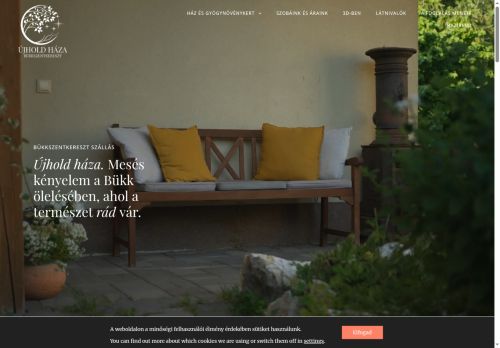 ÚJHOLD HÁZA
BÜKKSZENTKERESZT
HÁZ ÉS GYÓGYNÖVÉNYKERT
SZOBÁINK ÉS ÁRAINK
3D-BEN
LÁTNIVALÓK
BÜKKSZENTKERESZT SZÁLLÁS
Újhold háza. Mesés
kényelem a Bükk
ölelésében, ahol a
természet rád vár.
A weboldalon a minőségi felhasználói élmény érdekében sütiket használunk.
You can find out more about which cookies we are using or switch them off in settings.
Elfogad